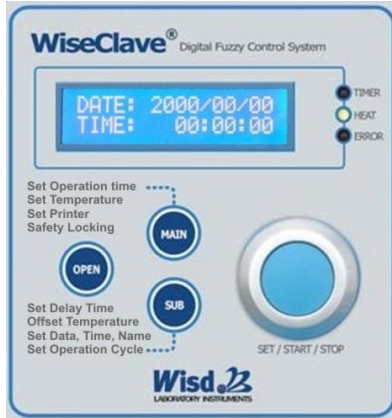 WiseClave® Digital Fuzzy Control System
DATE: 2000/00/00
TIME: 00:00:00
TIMER
HEAT
ERROR
Set Operation time
Set Temperature
Set Printer
Safety Locking
MAIN
OPEN
SUB
Set Delay Time
Offset Temperature
Set Data, Time, Name
Set Operation Cycle
SET / START / STOP
Wisd.
LABORATORY INSTRUMENTS